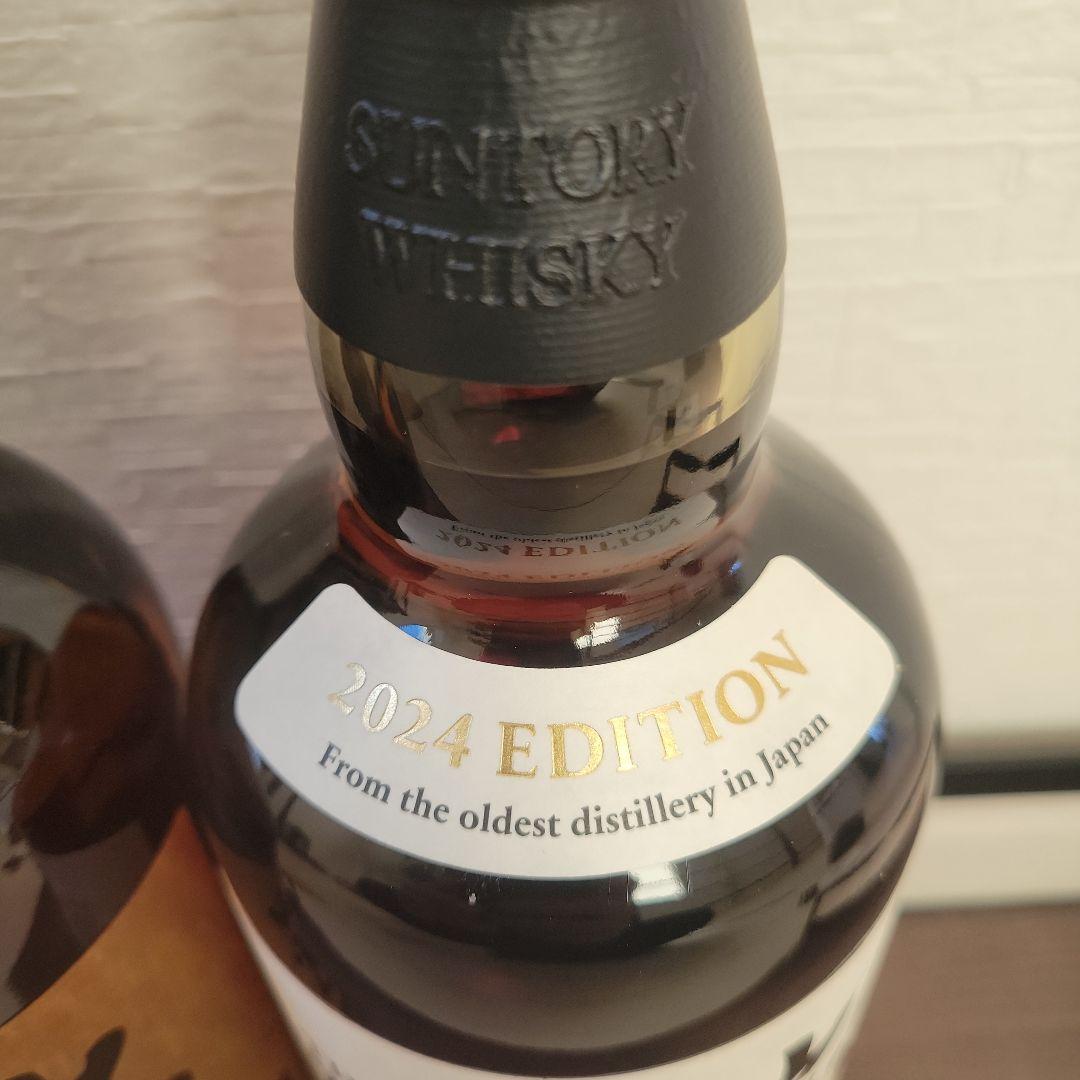 SUNTORY
WHISKY
2024 EDITION
From the oldest distillery in Japan